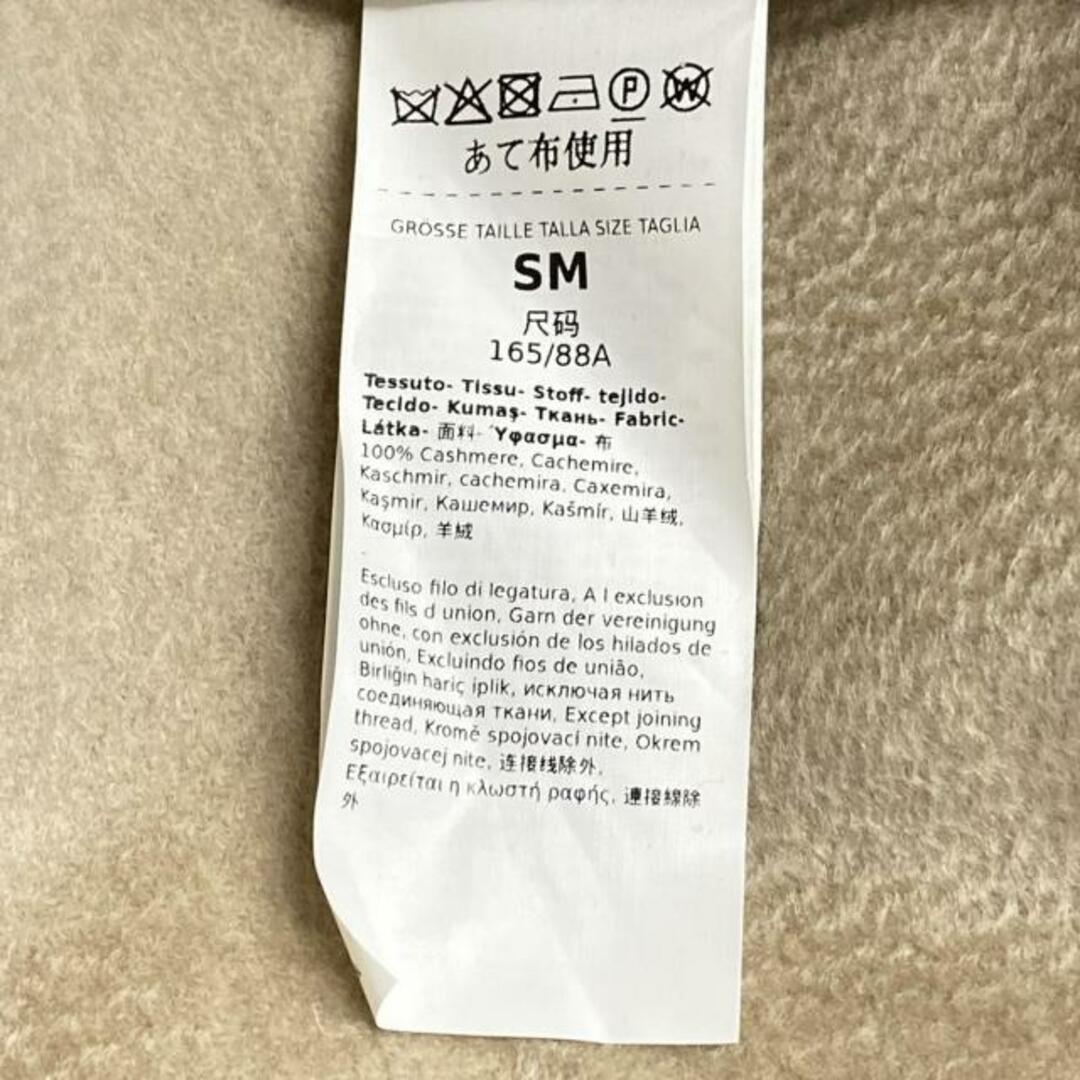 P W
あて布使用
GRÖSSE TAILLE TALLA SIZE TAGLIA
SM
尺码
165/88A
Tessuto- Tissu- Stoff- tejido-
Tecido- Kumaş- Ткань- Fabric-
Látka- 面料- Ύφασμα- 布
100% Cashmere, Cachemire,
Kaschmir, cachemira, Caxemira,
Kaşmir, Кашемир, Kašmír, 山羊绒,
Κασμίρ, 羊絨
Escluso filo di legatura, A l exclusion
des fils d union, Garn der vereinigung
ohne, con exclusión de los hilados de
unión, Excluindo fios de união,
Birliğin hariç iplik, исключая нить
соединяющая ткани, Except joining
thread, Kromě spojovací nite, Okrem
spojovacej nite, 连接线除外,
Εξαιρείται η κλωστή ραφής, 連接線除
外